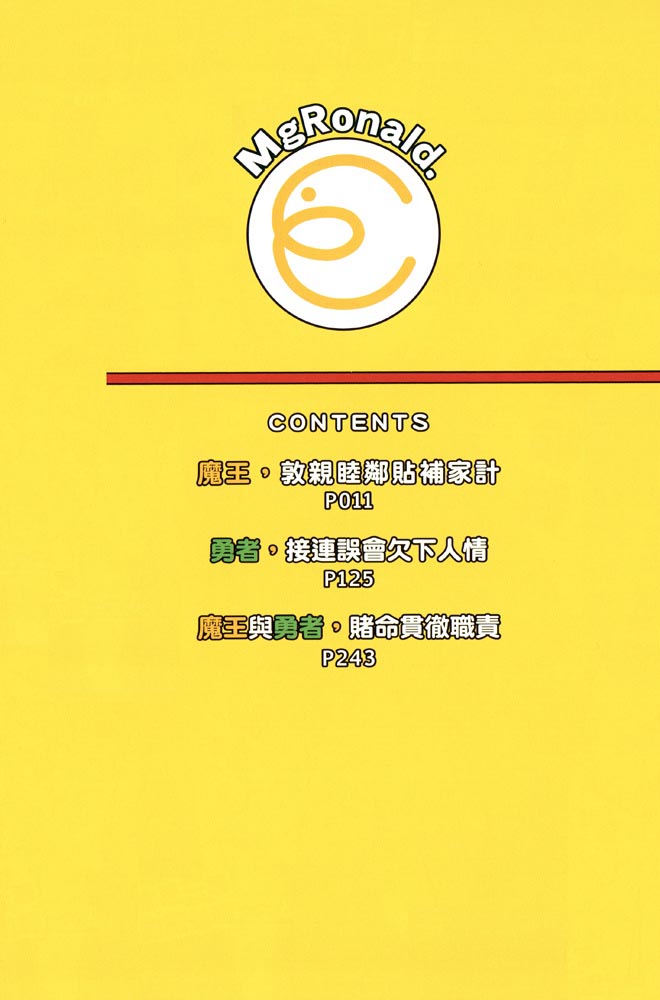 MgRonald.
CONTENTS
魔王，敦親睦鄰貼補家計
P011
勇者，接連誤會欠下人情
P125
魔王與勇者，賭命貫徹職責
P243